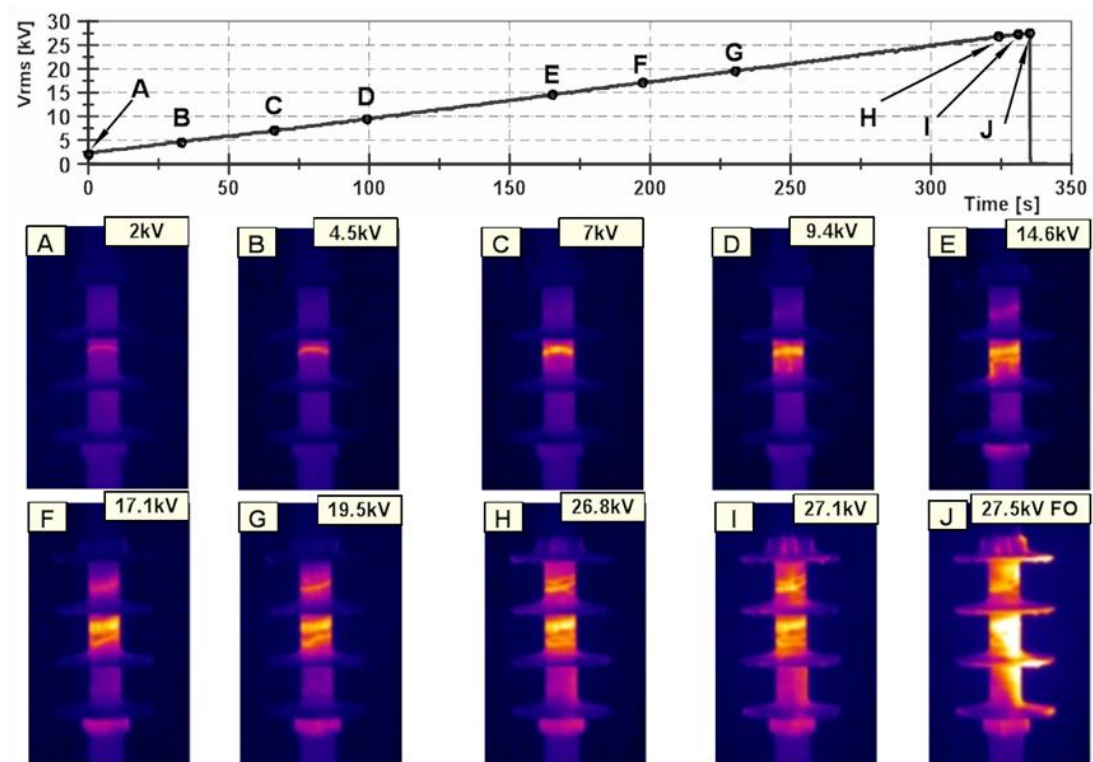 Vrms [kV]
30
25
20
15
10
5
0
A
B
C
D
E
F
G
H
I
J
0 50 100 150 200 250 300 350
Time [s]
A 2kV
B 4.5kV
C 7kV
D 9.4kV
E 14.6kV
F 17.1kV
G 19.5kV
H 26.8kV
I 27.1kV
J 27.5kV FO